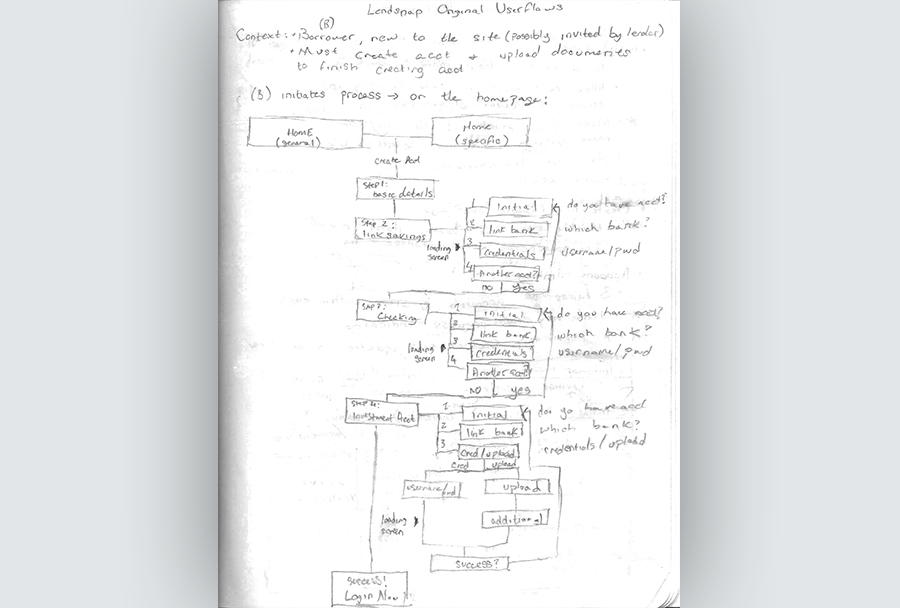 Lendsnap Original Userflows
Context: • Borrower (B), new to the site (possibly invited by lender)
• Must create acct + upload documents
to finish creating acct
(B) initiates process → on the homepage:
HOME
(general)
Home
(specific)
create Acct
Step 1:
basic details
Step 2:
link savings
1 initial do you have acct?
2 link bank which bank?
loading screen
3 credentials username/pwd
4 Another acct?
NO yes
Step 3:
Checking
1 initial do you have acct?
2 link bank which bank?
loading screen
3 credentials username/pwd
4 Another acct?
NO yes
Step 4:
Investment Acct
1 initial do yo have acct
2 link bank which bank?
3 cred/upload credentials/upload
cred upload
username/pwd upload
loading screen
additional
success?
success!
Login Now